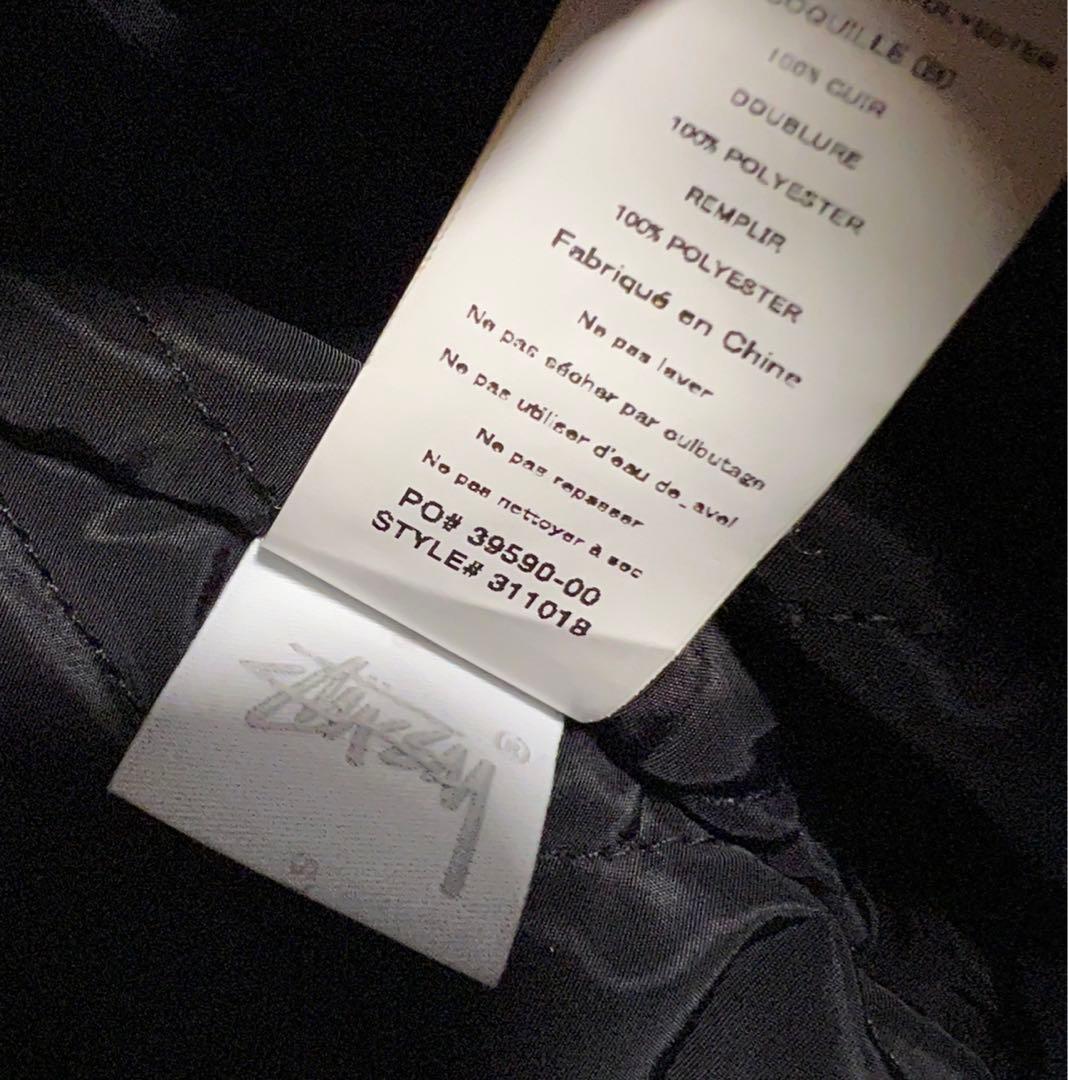 POLYESTER
COQUILLE (B)
100% CUIR
DOUBLURE
100% POLYESTER
REMPLIR
100% POLYESTER
Fabriqué en Chine
Ne pas laver
Ne pas sécher par culbutage
Ne pas utiliser d'eau de
Ne pas repasser
Ne pas nettoyer à sec
PO# 39590-00
STYLE# 311018
Stüssy ®